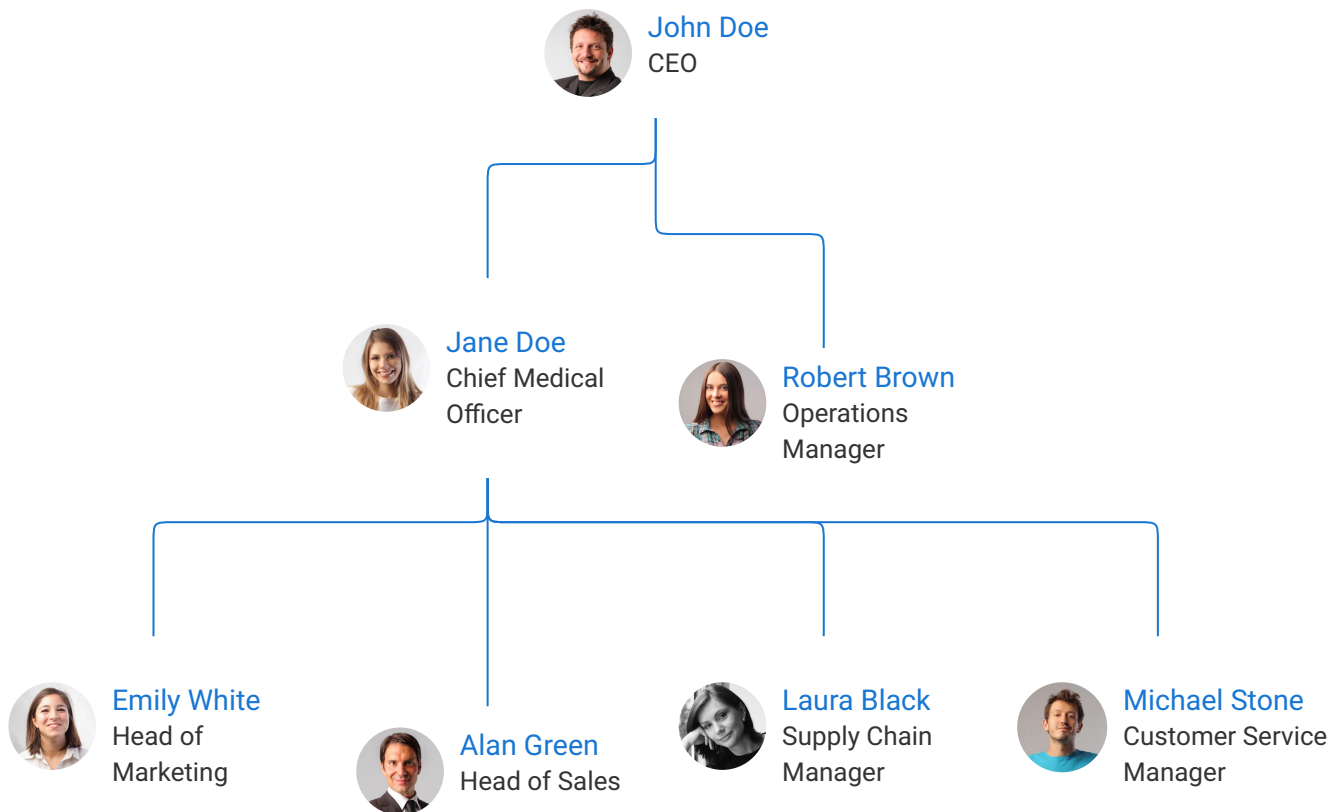 John Doe
CEO
Jane Doe
Chief Medical
Officer
Robert Brown
Operations
Manager
Emily White
Head of
Marketing
Alan Green
Head of Sales
Laura Black
Supply Chain
Manager
Michael Stone
Customer Service
Manager